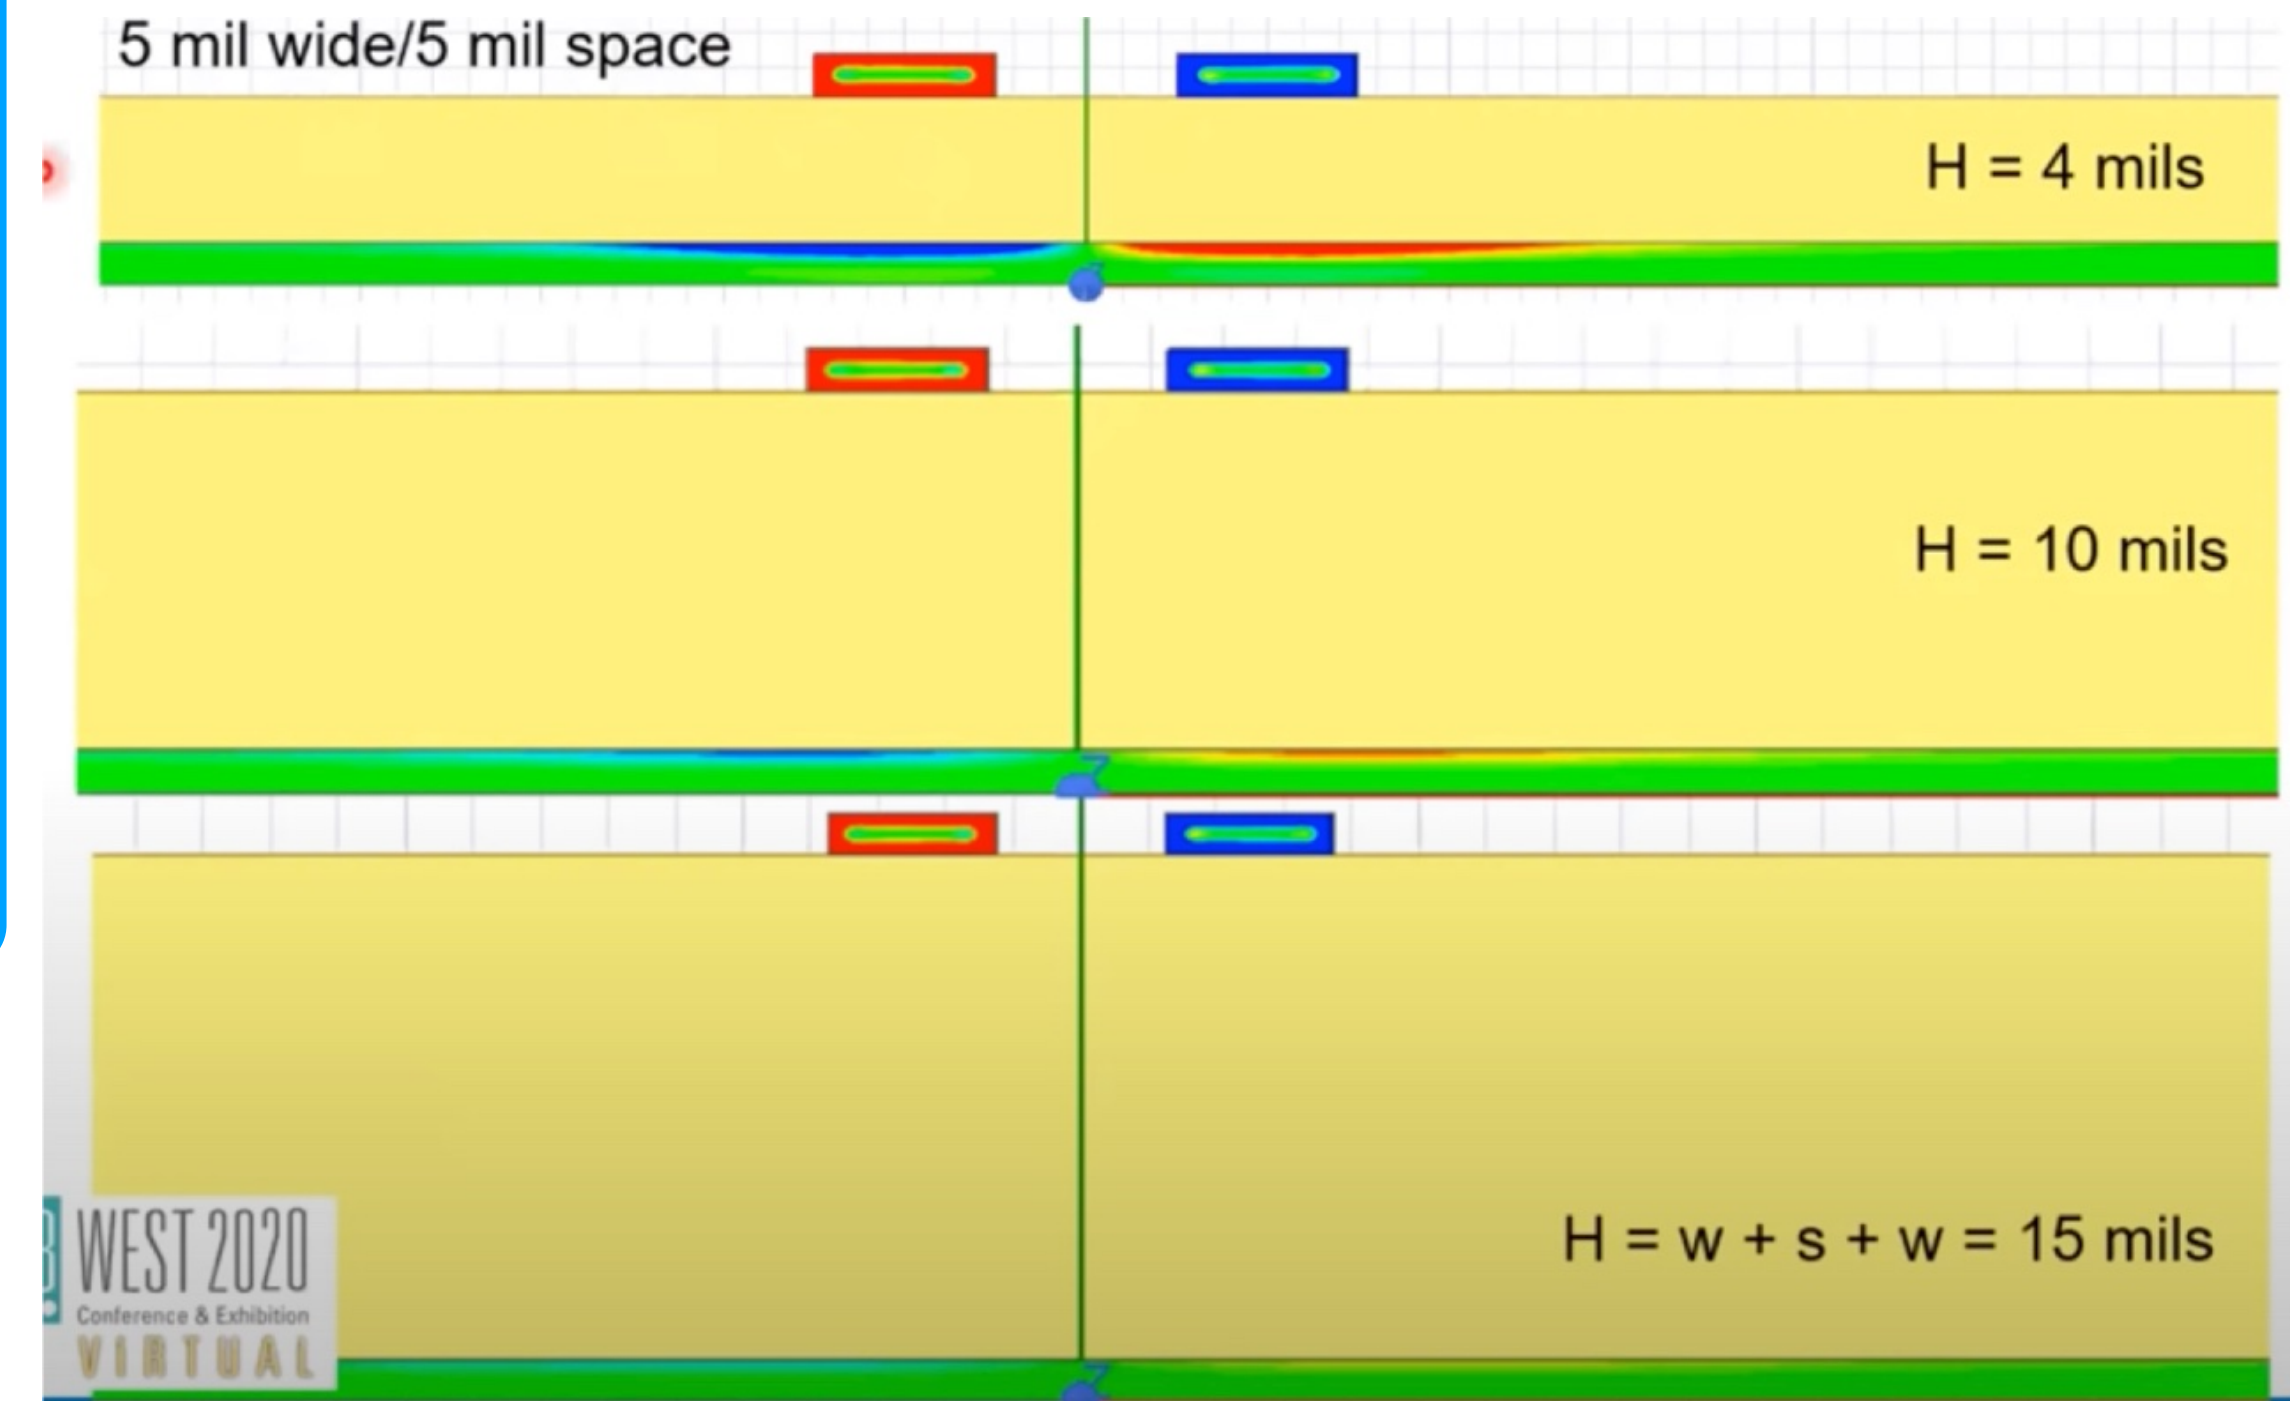 5 mil wide/5 mil space
H = 4 mils
H = 10 mils
H = w + s + w = 15 mils
WEST 2020
Conference & Exhibition
ViRTUAL